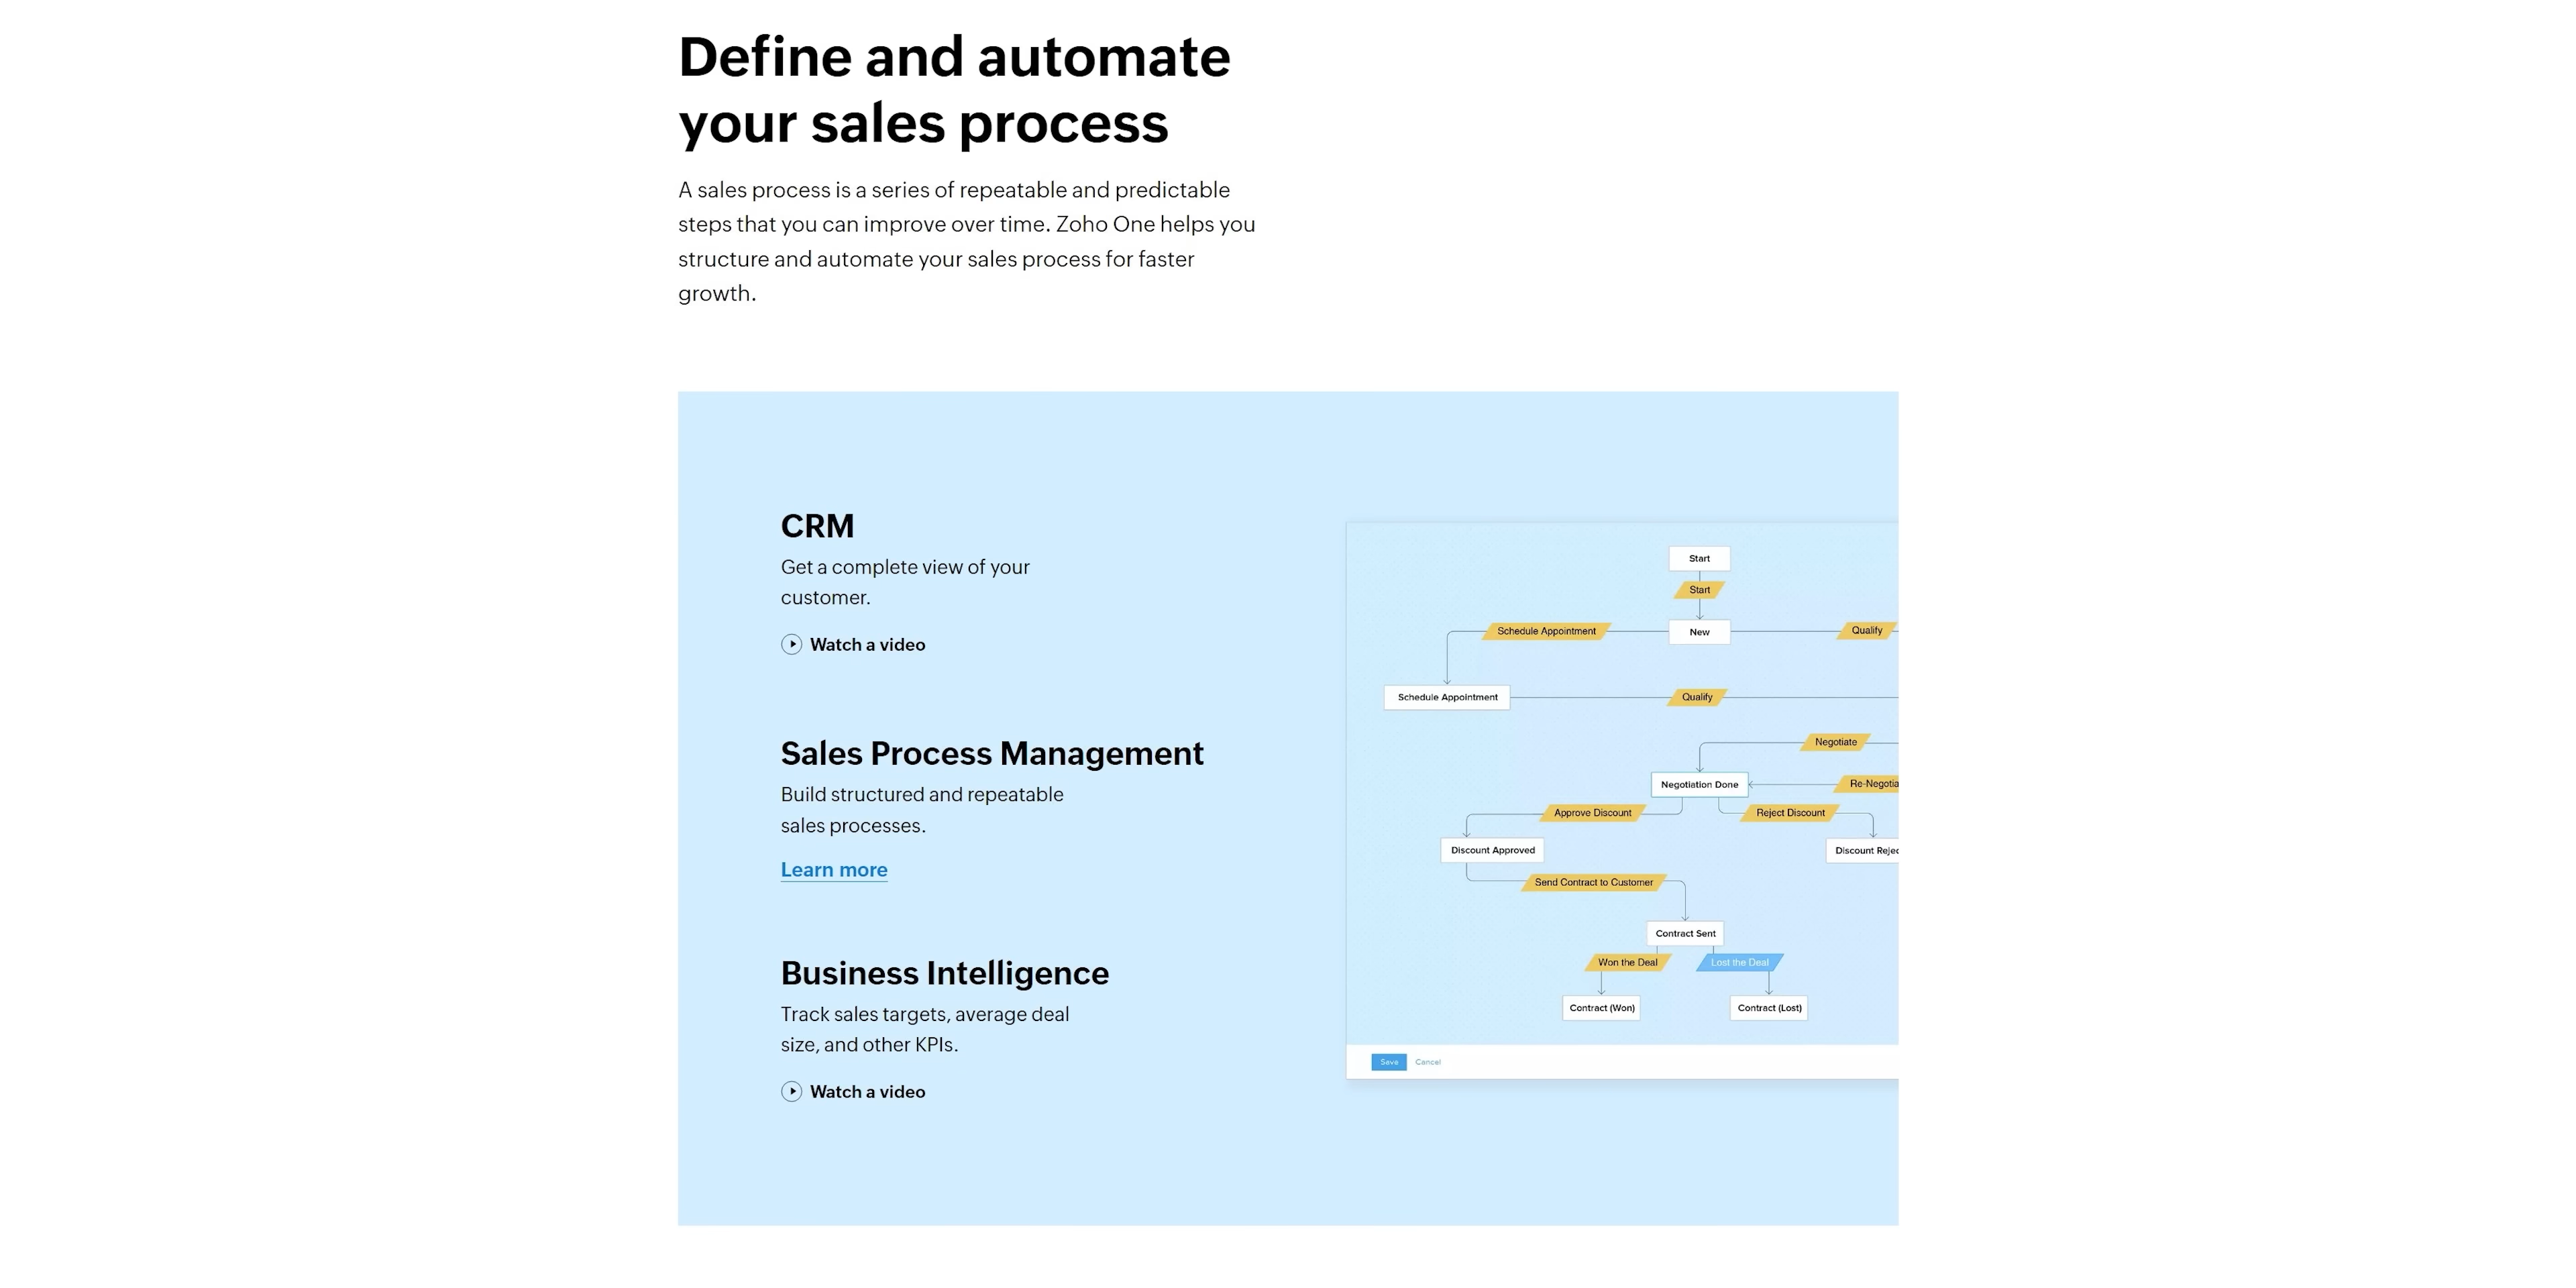 Define and automate
your sales process
A sales process is a series of repeatable and predictable
steps that you can improve over time. Zoho One helps you
structure and automate your sales process for faster
growth.
CRM
Get a complete view of your
customer.
Watch a video
Sales Process Management
Build structured and repeatable
sales processes.
Learn more
Business Intelligence
Track sales targets, average deal
size, and other KPIs.
Watch a video
Start
Start
Schedule Appointment
New
Qualify
Schedule Appointment
Qualify
Negotiate
Negotiation Done
Re-Negotia
Approve Discount
Reject Discount
Discount Approved
Discount Rejec
Send Contract to Customer
Contract Sent
Won the Deal
Lost the Deal
Contract (Won)
Contract (Lost)
Save
Cancel